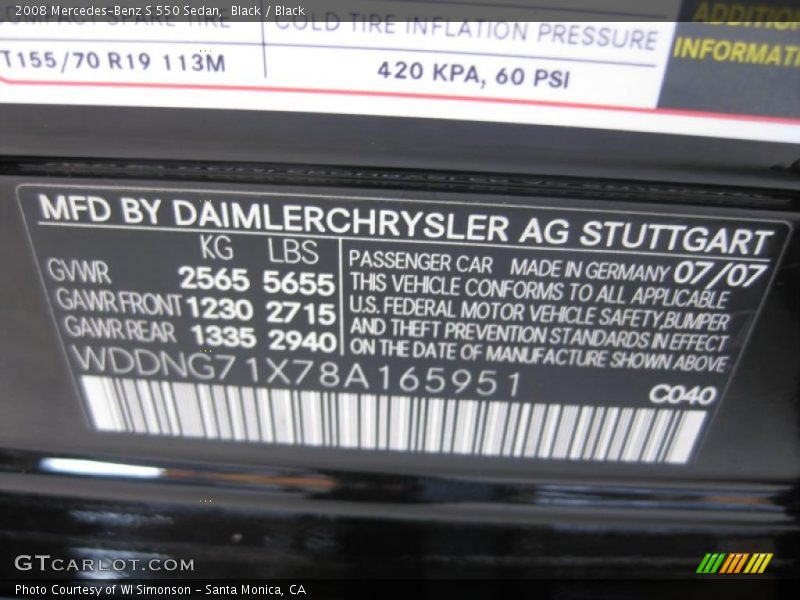 2008 Mercedes-Benz S 550 Sedan,  Black / Black
COMPACT SPARE TIRE
COLD TIRE INFLATION PRESSURE
T155/70 R19 113M
420 KPA, 60 PSI
INFORMATI
MFD BY DAIMLERCHRYSLER AG STUTTGART
KG LBS
GVWR 2565 5655
GAWR FRONT 1230 2715
GAWR REAR 1335 2940
PASSENGER CAR MADE IN GERMANY 07/07
THIS VEHICLE CONFORMS TO ALL APPLICABLE
U.S. FEDERAL MOTOR VEHICLE SAFETY, BUMPER
AND THEFT PREVENTION STANDARDS IN EFFECT
ON THE DATE OF MANUFACTURE SHOWN ABOVE
WDDNG71X78A165951
C040
GTCARLOT.COM
Photo Courtesy of WI Simonson - Santa Monica, CA